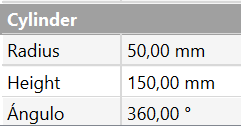 Cylinder
Radius 50,00 mm
Height 150,00 mm
Ángulo 360,00 °